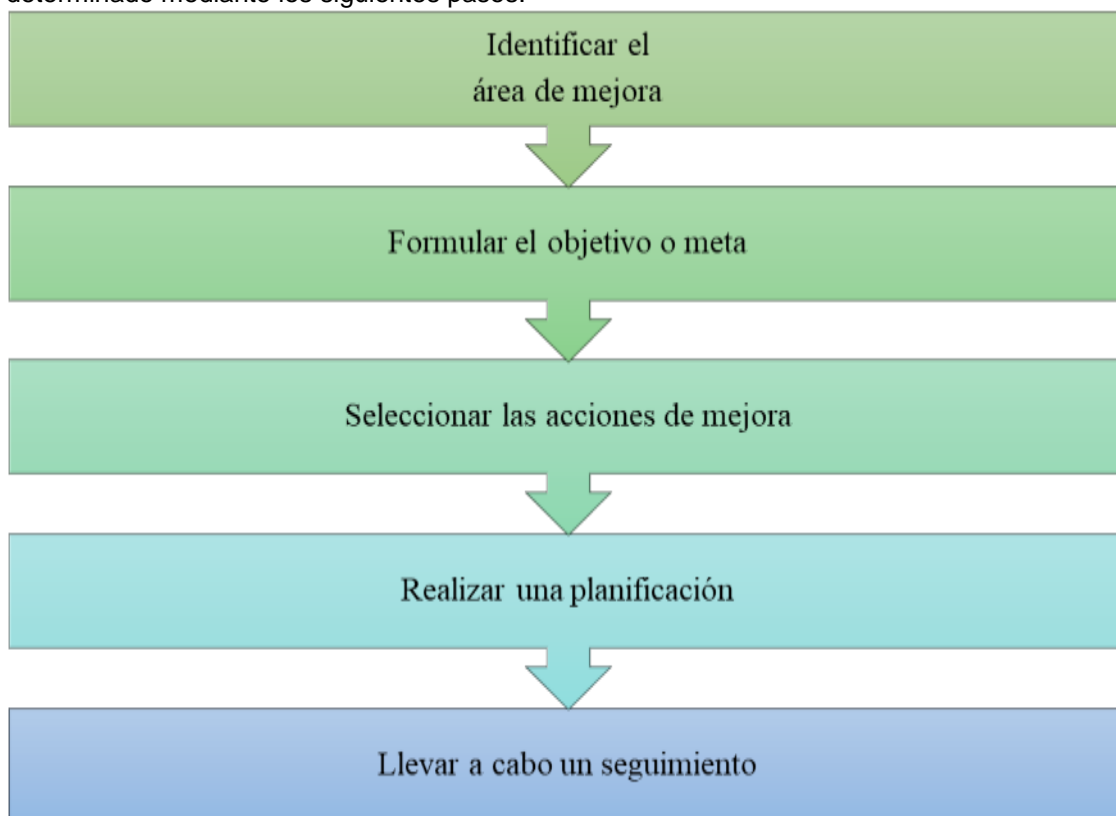 determinado mediante los siguientes pasos:
Identificar el
área de mejora
Formular el objetivo o meta
Seleccionar las acciones de mejora
Realizar una planificación
Llevar a cabo un seguimiento